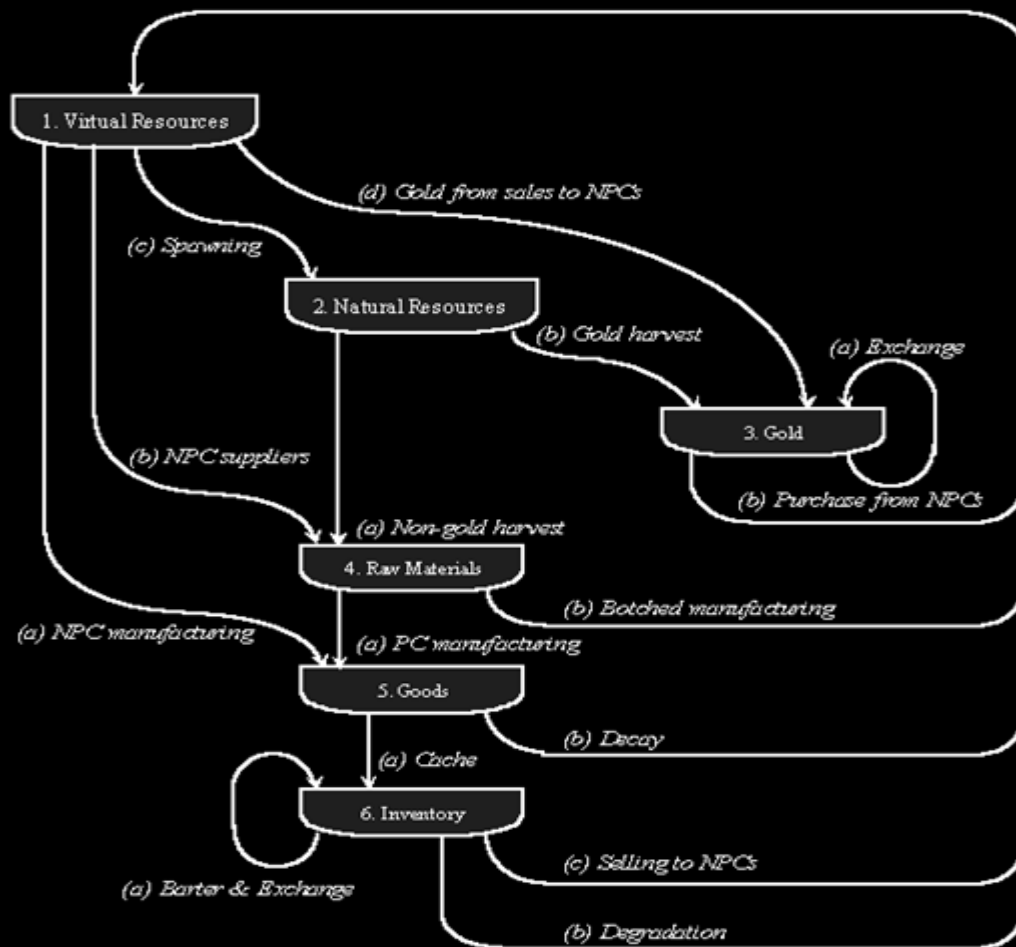 1. Virtual Resources
(d) Gold from sales to NPCs
(c) Spawning
2. Natural Resources
(b) Gold harvest
(a) Exchange
3. Gold
(b) NPC suppliers
(b) Purchase from NPCs
(a) Non-gold harvest
4. Raw Materials
(b) Botched manufacturing
(a) NPC manufacturing
(a) PC manufacturing
5. Goods
(b) Decay
(a) Cache
6. Inventory
(c) Selling to NPCs
(a) Barter & Exchange
(b) Degradation